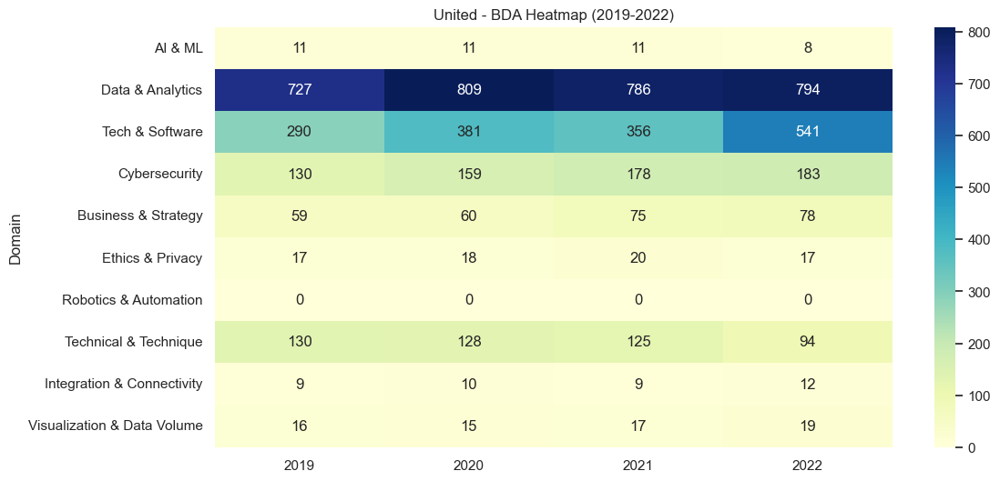 United - BDA Heatmap (2019-2022)
AI & ML 11 11 11 8
Data & Analytics 727 809 786 794
Tech & Software 290 381 356 541
Cybersecurity 130 159 178 183
Business & Strategy 59 60 75 78
Ethics & Privacy 17 18 20 17
Robotics & Automation 0 0 0 0
Technical & Technique 130 128 125 94
Integration & Connectivity 9 10 9 12
Visualization & Data Volume 16 15 17 19
2019 2020 2021 2022
Domain
800
700
600
500
400
300
200
100
0